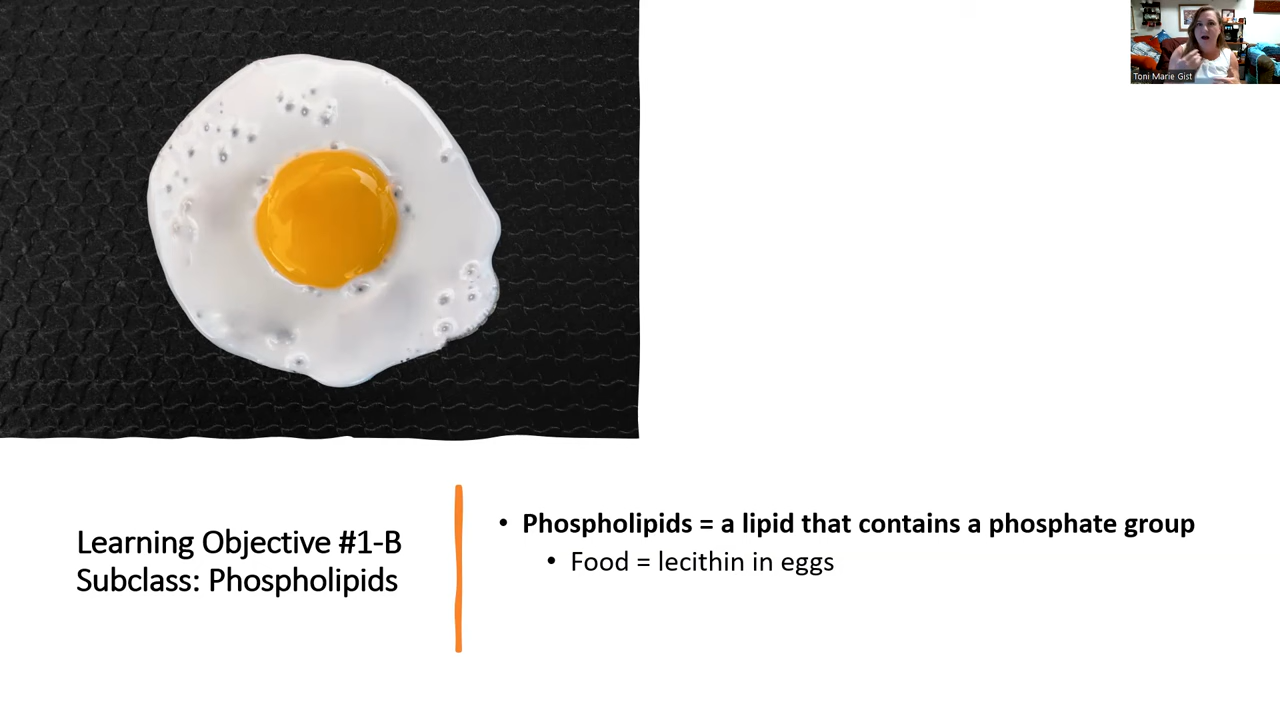 Toni Marie Gist
Learning Objective #1-B
Subclass: Phospholipids
• Phospholipids = a lipid that contains a phosphate group
• Food = lecithin in eggs